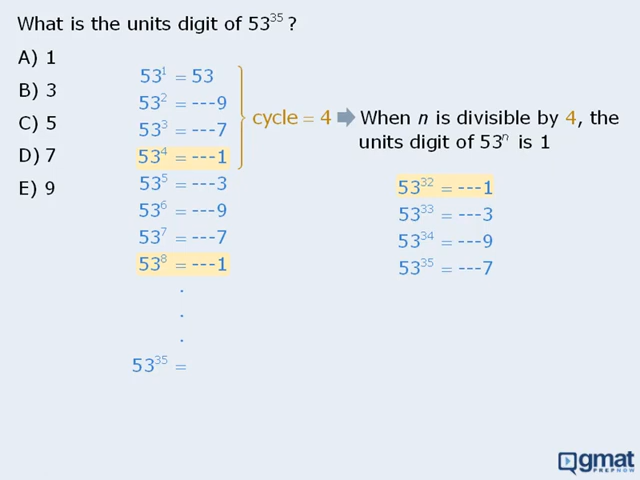 What is the units digit of 53³⁵ ?
A) 1
B) 3
C) 5
D) 7
E) 9
53¹ = 53
53² = ---9
53³ = ---7
53⁴ = ---1
53⁵ = ---3
53⁶ = ---9
53⁷ = ---7
53⁸ = ---1
.
.
.
53³⁵ =
cycle = 4
When n is divisible by 4, the
units digit of 53ⁿ is 1
53³² = ---1
53³³ = ---3
53³⁴ = ---9
53³⁵ = ---7
gmat
PREPNOW